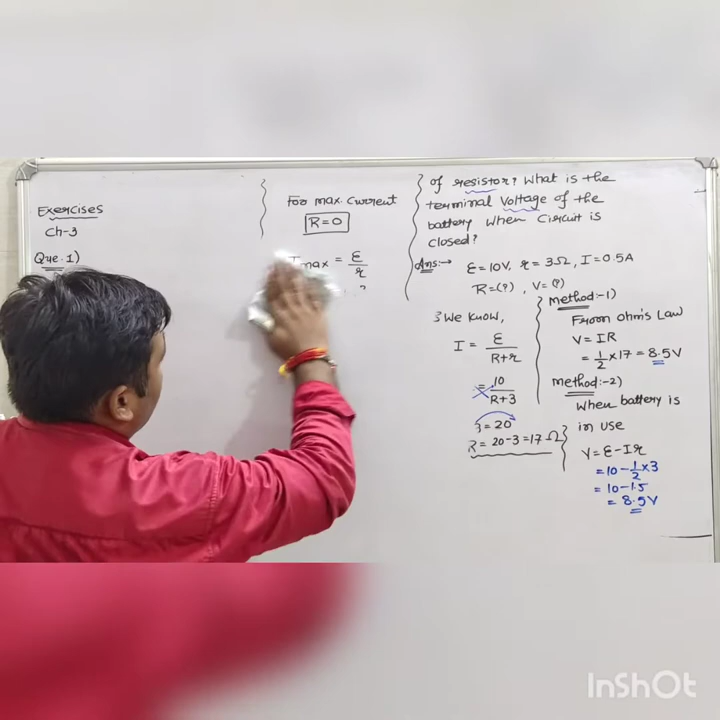 Exercises
Ch-3
Que. 1)
For max. current
R=0
max = ε/r
?
of resistor? What is the
terminal voltage of the
battery when circuit is
closed?
Ans:→ ε=10V, r=3Ω, I=0.5A
R=(?), V=(?)
We know,
I = ε/R+r
= 10/R+3
3=20
R = 20-3=17Ω
method:-1)
From ohm's Law
V=IR
= 1/2 × 17 = 8.5V
method:-2)
When battery is
in use
V=ε-Ir
=10-1/2×3
=10-1.5
= 8.5V
InShOt